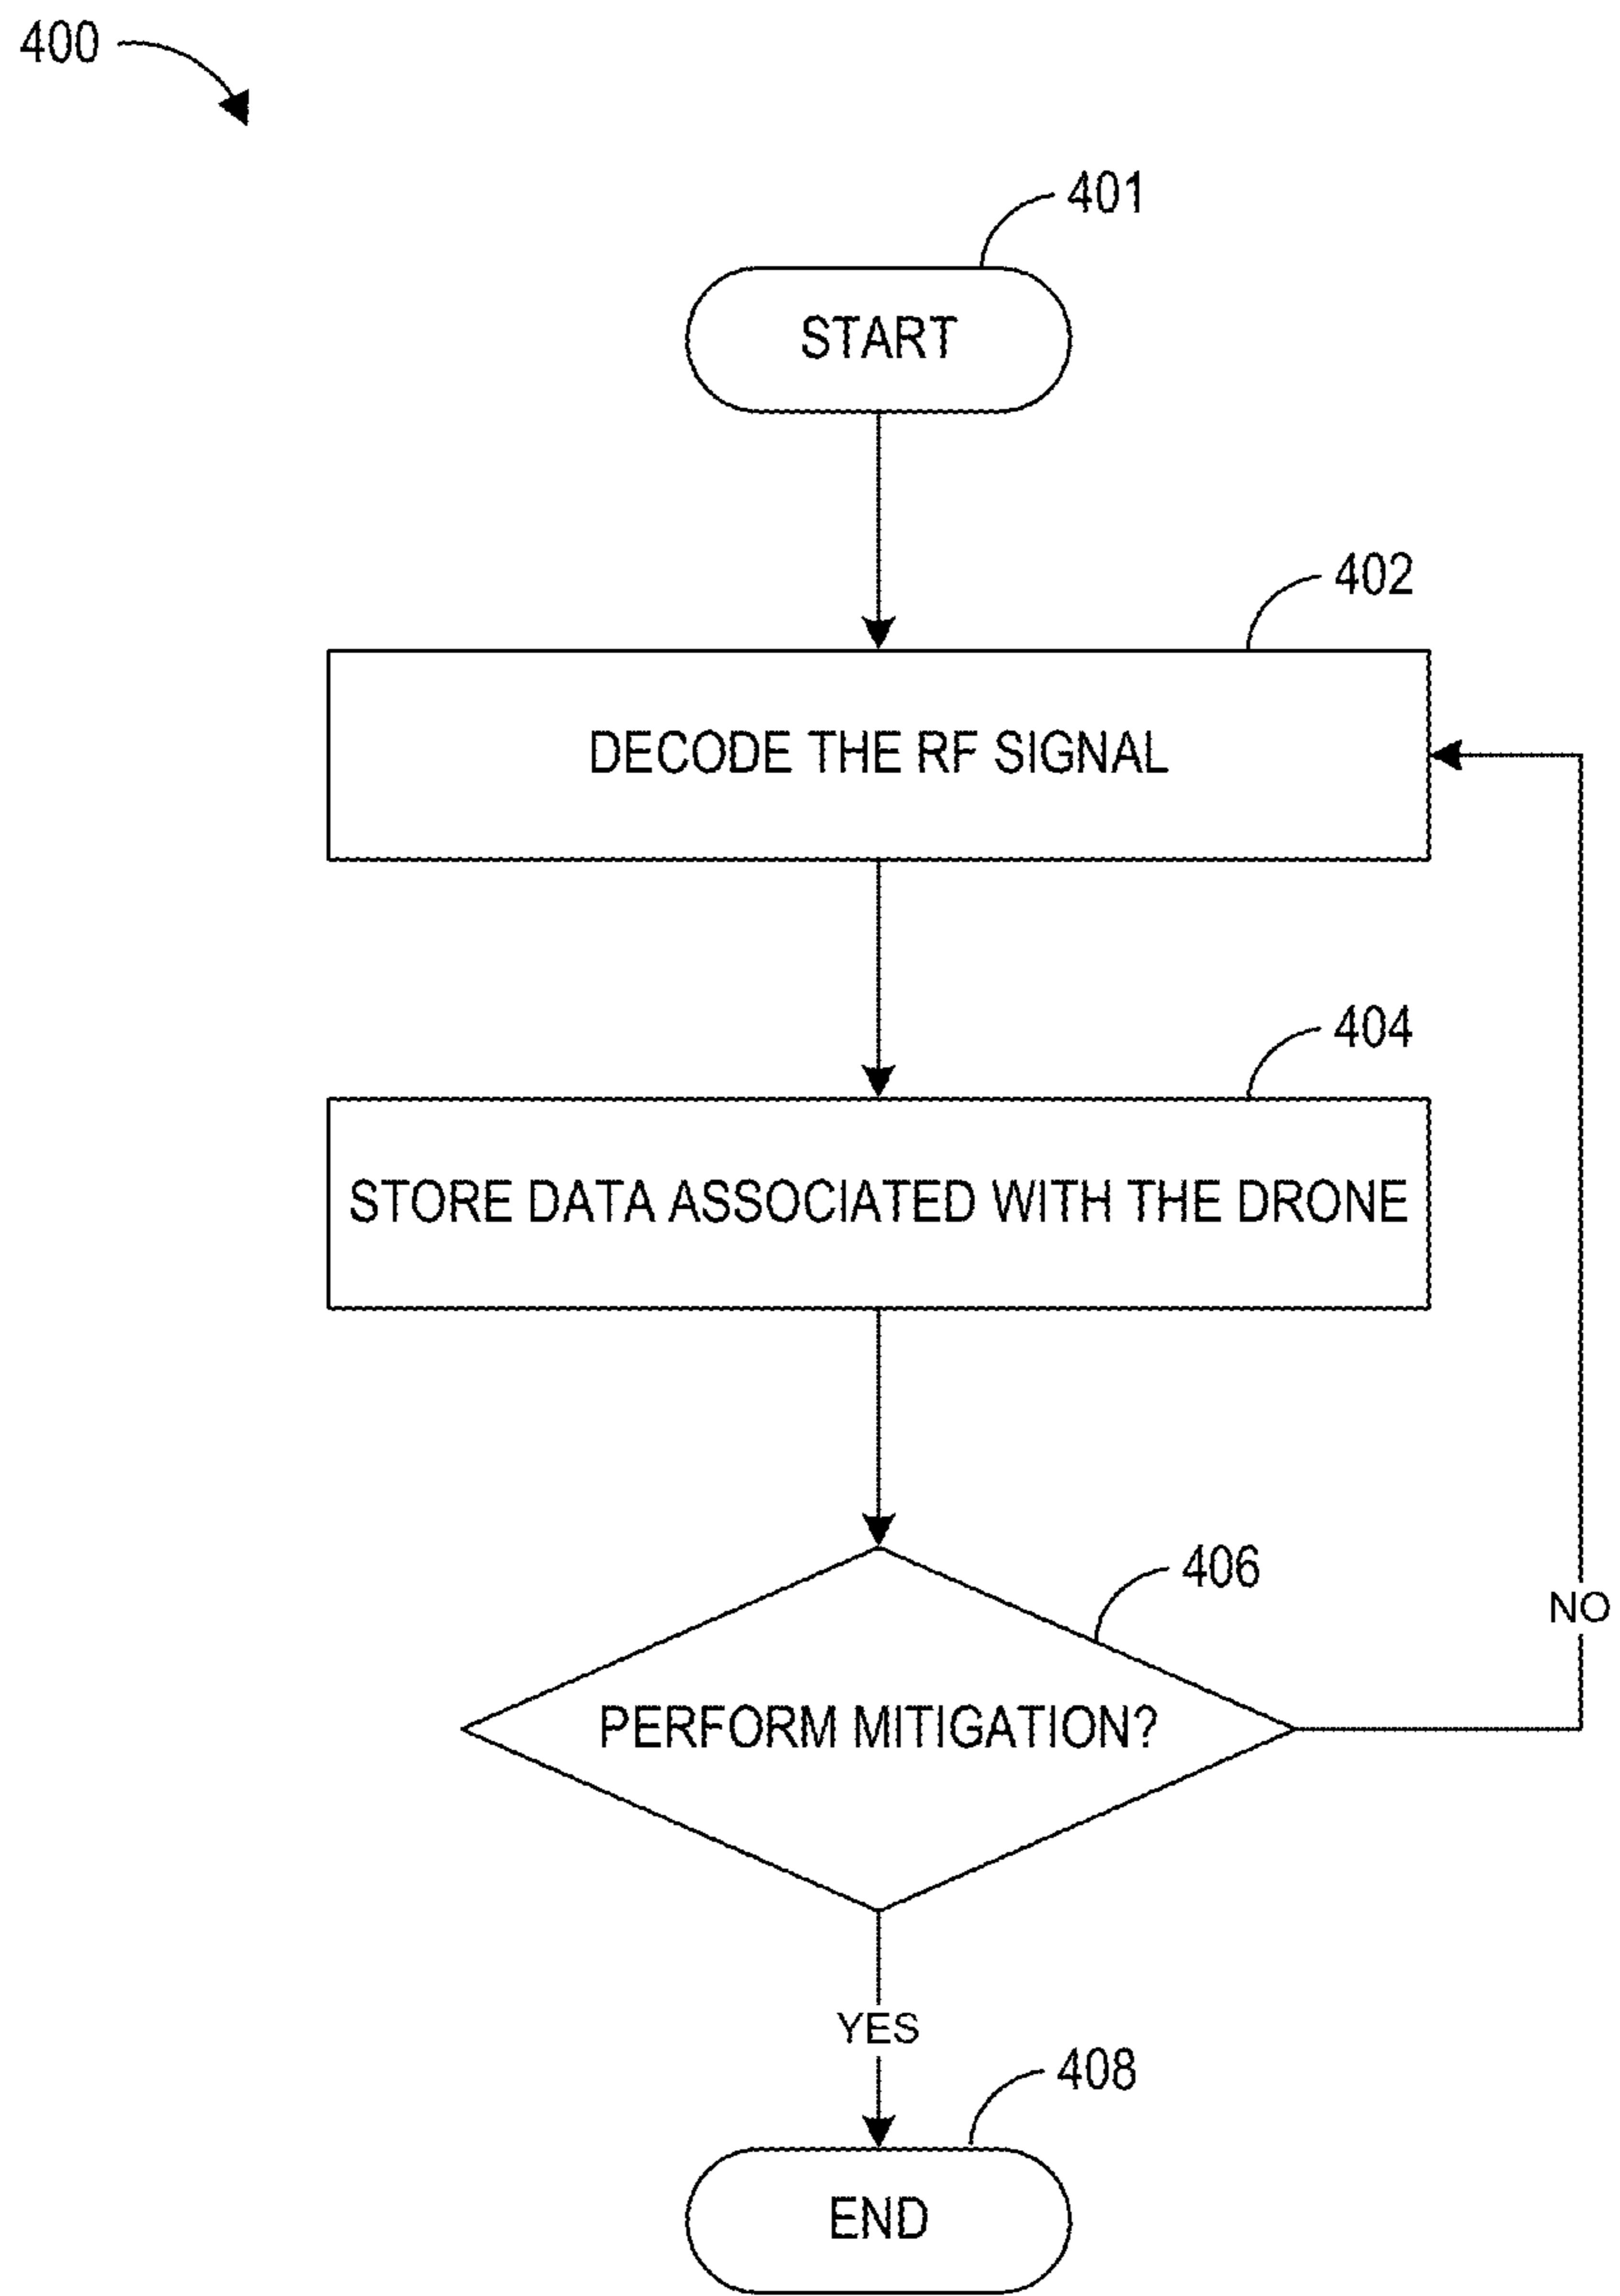 400
401
START
402
DECODE THE RF SIGNAL
404
STORE DATA ASSOCIATED WITH THE DRONE
406
PERFORM MITIGATION?
NO
YES
408
END